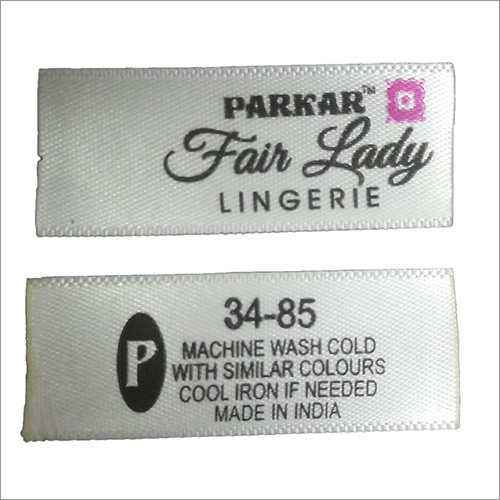 PARKAR™
Fair Lady
LINGERIE
34-85
P
MACHINE WASH COLD
WITH SIMILAR COLOURS
COOL IRON IF NEEDED
MADE IN INDIA